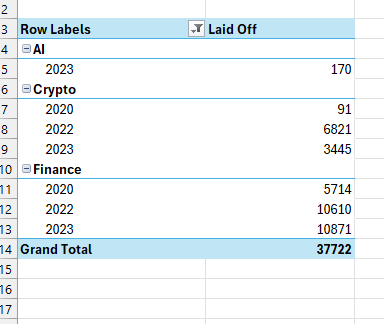 2
3 Row Labels Laid Off
4 AI
5 2023 170
6 Crypto
7 2020 91
8 2022 6821
9 2023 3445
10 Finance
11 2020 5714
12 2022 10610
13 2023 10871
14 Grand Total 37722
15
16
17